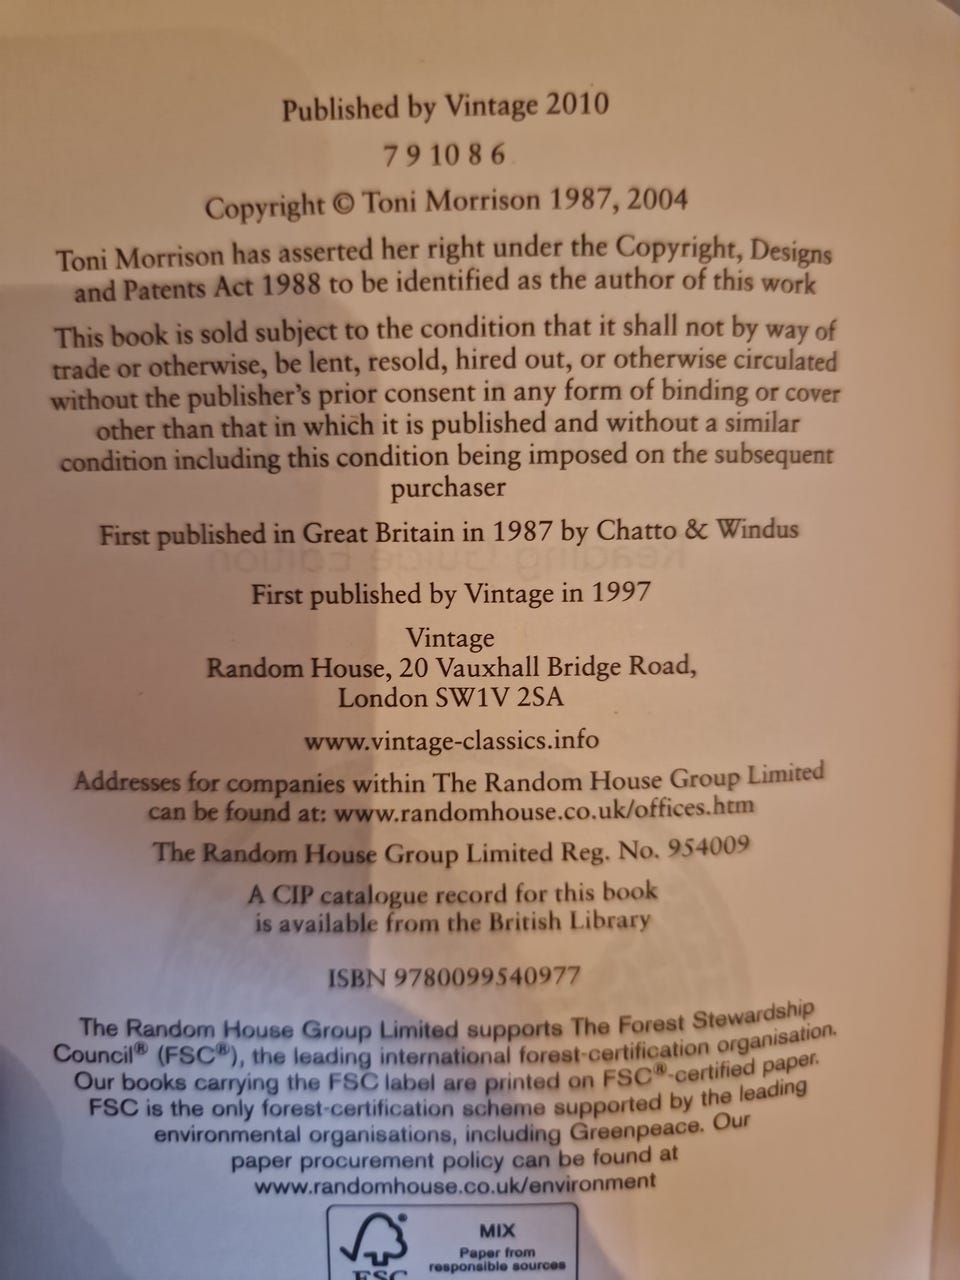 Published by Vintage 2010
7 9 10 8 6
Copyright © Toni Morrison 1987, 2004
Toni Morrison has asserted her right under the Copyright, Designs
and Patents Act 1988 to be identified as the author of this work
This book is sold subject to the condition that it shall not by way of
trade or otherwise, be lent, resold, hired out, or otherwise circulated
without the publisher's prior consent in any form of binding or cover
other than that in which it is published and without a similar
condition including this condition being imposed on the subsequent
purchaser
First published in Great Britain in 1987 by Chatto & Windus
First published by Vintage in 1997
Vintage
Random House, 20 Vauxhall Bridge Road,
London SW1V 2SA
www.vintage-classics.info
Addresses for companies within The Random House Group Limited
can be found at: www.randomhouse.co.uk/offices.htm
The Random House Group Limited Reg. No. 954009
A CIP catalogue record for this book
is available from the British Library
ISBN 9780099540977
The Random House Group Limited supports The Forest Stewardship
Council® (FSC®), the leading international forest-certification organisation.
Our books carrying the FSC label are printed on FSC®-certified paper.
FSC is the only forest-certification scheme supported by the leading
environmental organisations, including Greenpeace. Our
paper procurement policy can be found at
www.randomhouse.co.uk/environment
MIX
Paper from
responsible sources
FSC